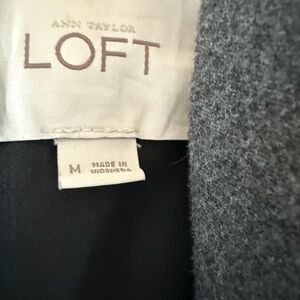 ANN TAYLOR
LOFT
M
MADE IN
INDONESIA